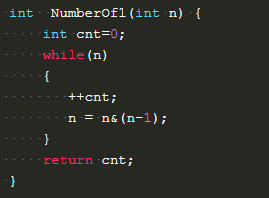 int NumberOf1(int n) {
int cnt=0;
while(n)
{
++cnt;
n = n&(n-1);
}
return cnt;
}